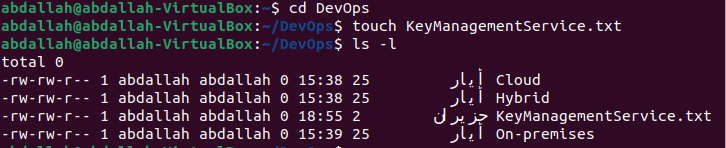 abdallah@abdallah-VirtualBox:~$ cd DevOps
abdallah@abdallah-VirtualBox:~/DevOps$ touch KeyManagementService.txt
abdallah@abdallah-VirtualBox:~/DevOps$ ls -l
total 0
-rw-rw-r-- 1 abdallah abdallah 0 15:38 25 أيار Cloud
-rw-rw-r-- 1 abdallah abdallah 0 15:38 25 أيار Hybrid
-rw-rw-r-- 1 abdallah abdallah 0 18:55 2 حزيران KeyManagementService.txt
-rw-rw-r-- 1 abdallah abdallah 0 15:39 25 أيار On-premises